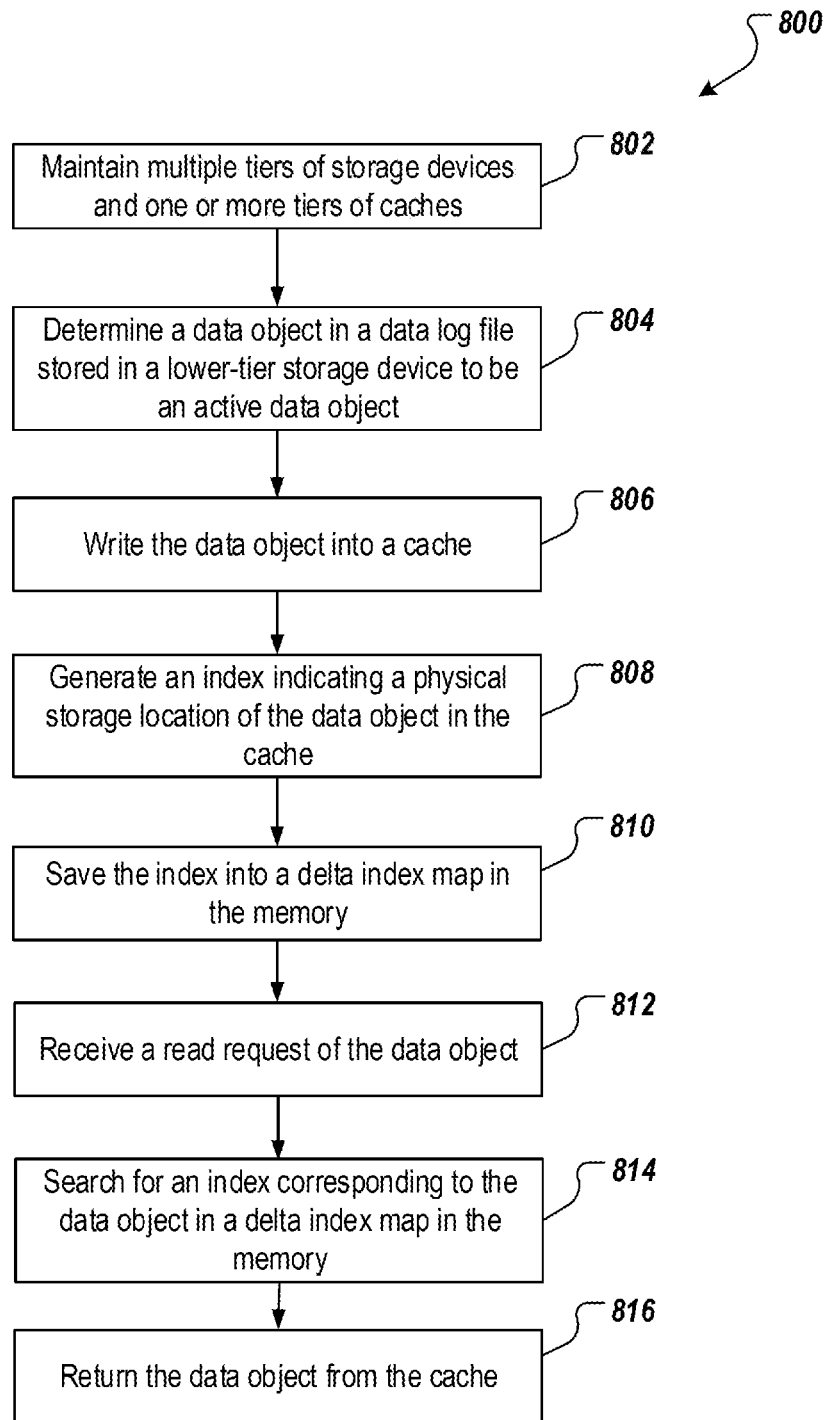 800
802
Maintain multiple tiers of storage devices
and one or more tiers of caches
804
Determine a data object in a data log file
stored in a lower-tier storage device to be
an active data object
806
Write the data object into a cache
808
Generate an index indicating a physical
storage location of the data object in the
cache
810
Save the index into a delta index map in
the memory
812
Receive a read request of the data object
814
Search for an index corresponding to the
data object in a delta index map in the
memory
816
Return the data object from the cache